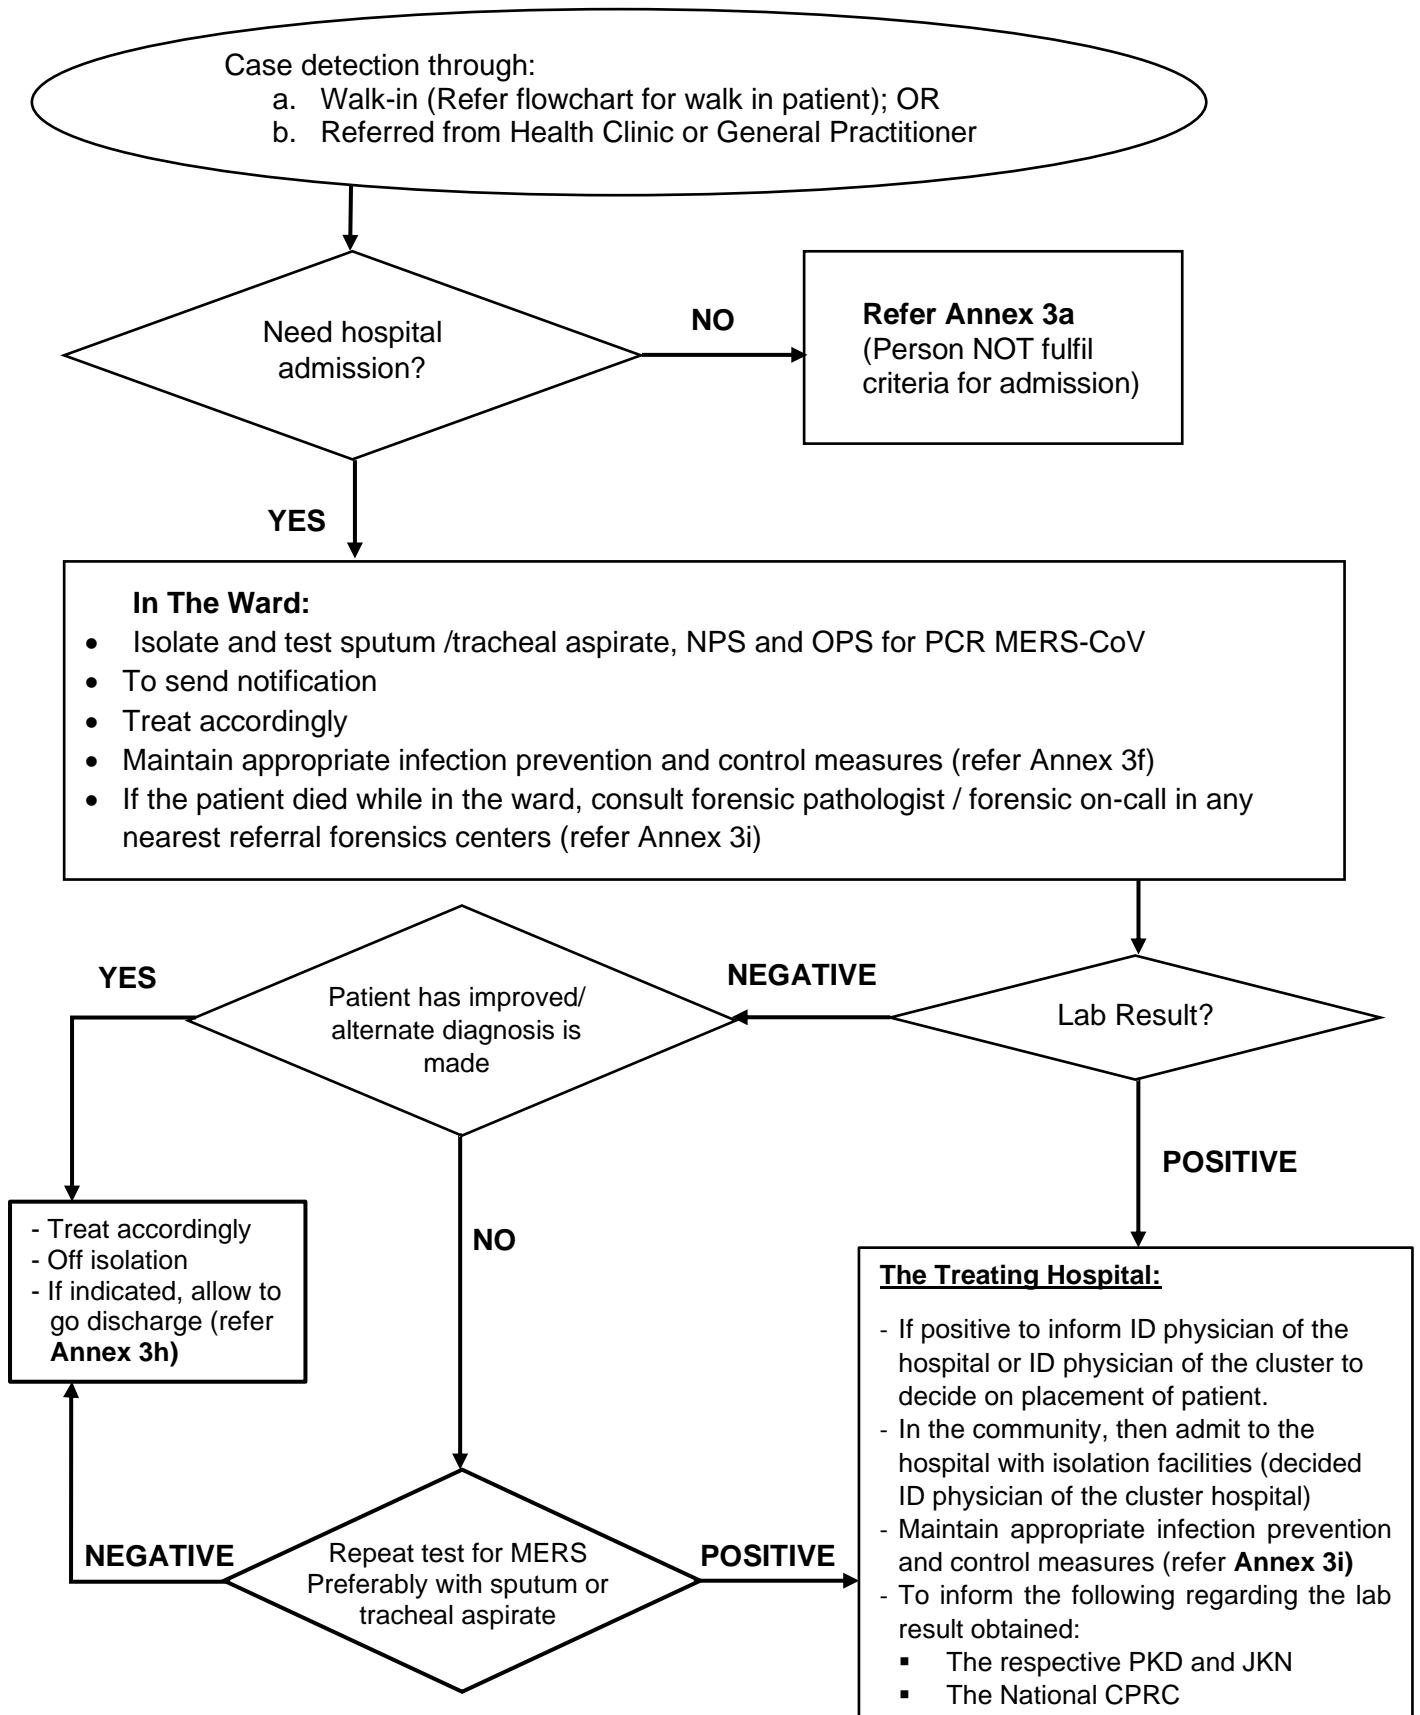 Case detection through:
a. Walk-in (Refer flowchart for walk in patient); OR
b. Referred from Health Clinic or General Practitioner
Need hospital
admission?
NO
Refer Annex 3a
(Person NOT fulfil
criteria for admission)
YES
In The Ward:
• Isolate and test sputum /tracheal aspirate, NPS and OPS for PCR MERS-CoV
• To send notification
• Treat accordingly
• Maintain appropriate infection prevention and control measures (refer Annex 3f)
• If the patient died while in the ward, consult forensic pathologist / forensic on-call in any
nearest referral forensics centers (refer Annex 3i)
Lab Result?
NEGATIVE
Patient has improved/
alternate diagnosis is
made
YES
- Treat accordingly
- Off isolation
- If indicated, allow to
go discharge (refer
Annex 3h)
NO
Repeat test for MERS
Preferably with sputum or
tracheal aspirate
NEGATIVE
POSITIVE
POSITIVE
The Treating Hospital:
- If positive to inform ID physician of the
hospital or ID physician of the cluster to
decide on placement of patient.
- In the community, then admit to the
hospital with isolation facilities (decided
ID physician of the cluster hospital)
- Maintain appropriate infection prevention
and control measures (refer Annex 3i)
- To inform the following regarding the lab
result obtained:
▪ The respective PKD and JKN
▪ The National CPRC